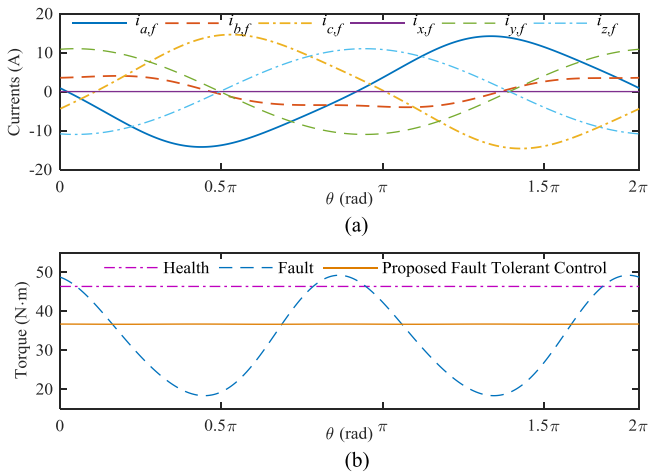 i_{a,f} i_{b,f} i_{c,f} i_{x,f} i_{y,f} i_{z,f}
20
10
0
-10
-20
Currents (A)
0 0.5π π 1.5π 2π
θ (rad)
(a)
Health Fault Proposed Fault Tolerant Control
50
40
30
20
Torque (N·m)
0 0.5π π 1.5π 2π
θ (rad)
(b)